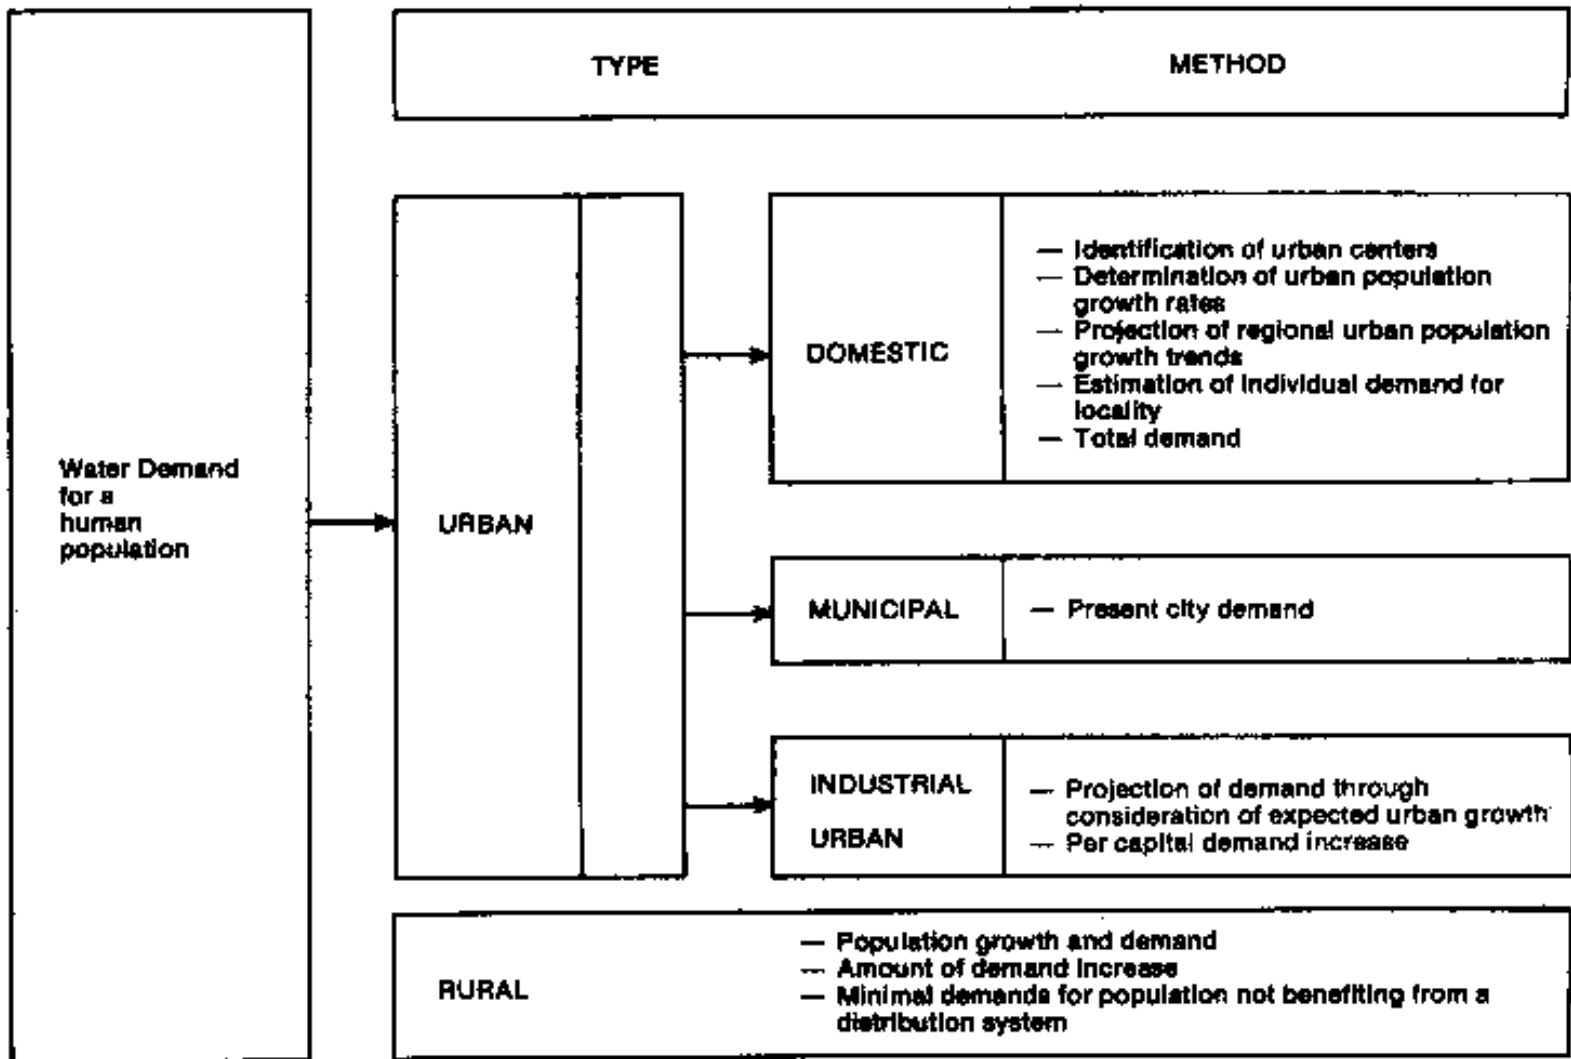 TYPE
METHOD
Water Demand
for a
human
population
URBAN
DOMESTIC
— Identification of urban centers
— Determination of urban population
growth rates
— Projection of regional urban population
growth trends
— Estimation of individual demand for
locality
— Total demand
MUNICIPAL
— Present city demand
INDUSTRIAL
URBAN
— Projection of demand through
consideration of expected urban growth
— Per capital demand increase
RURAL
— Population growth and demand
— Amount of demand increase
— Minimal demands for population not benefiting from a
distribution system